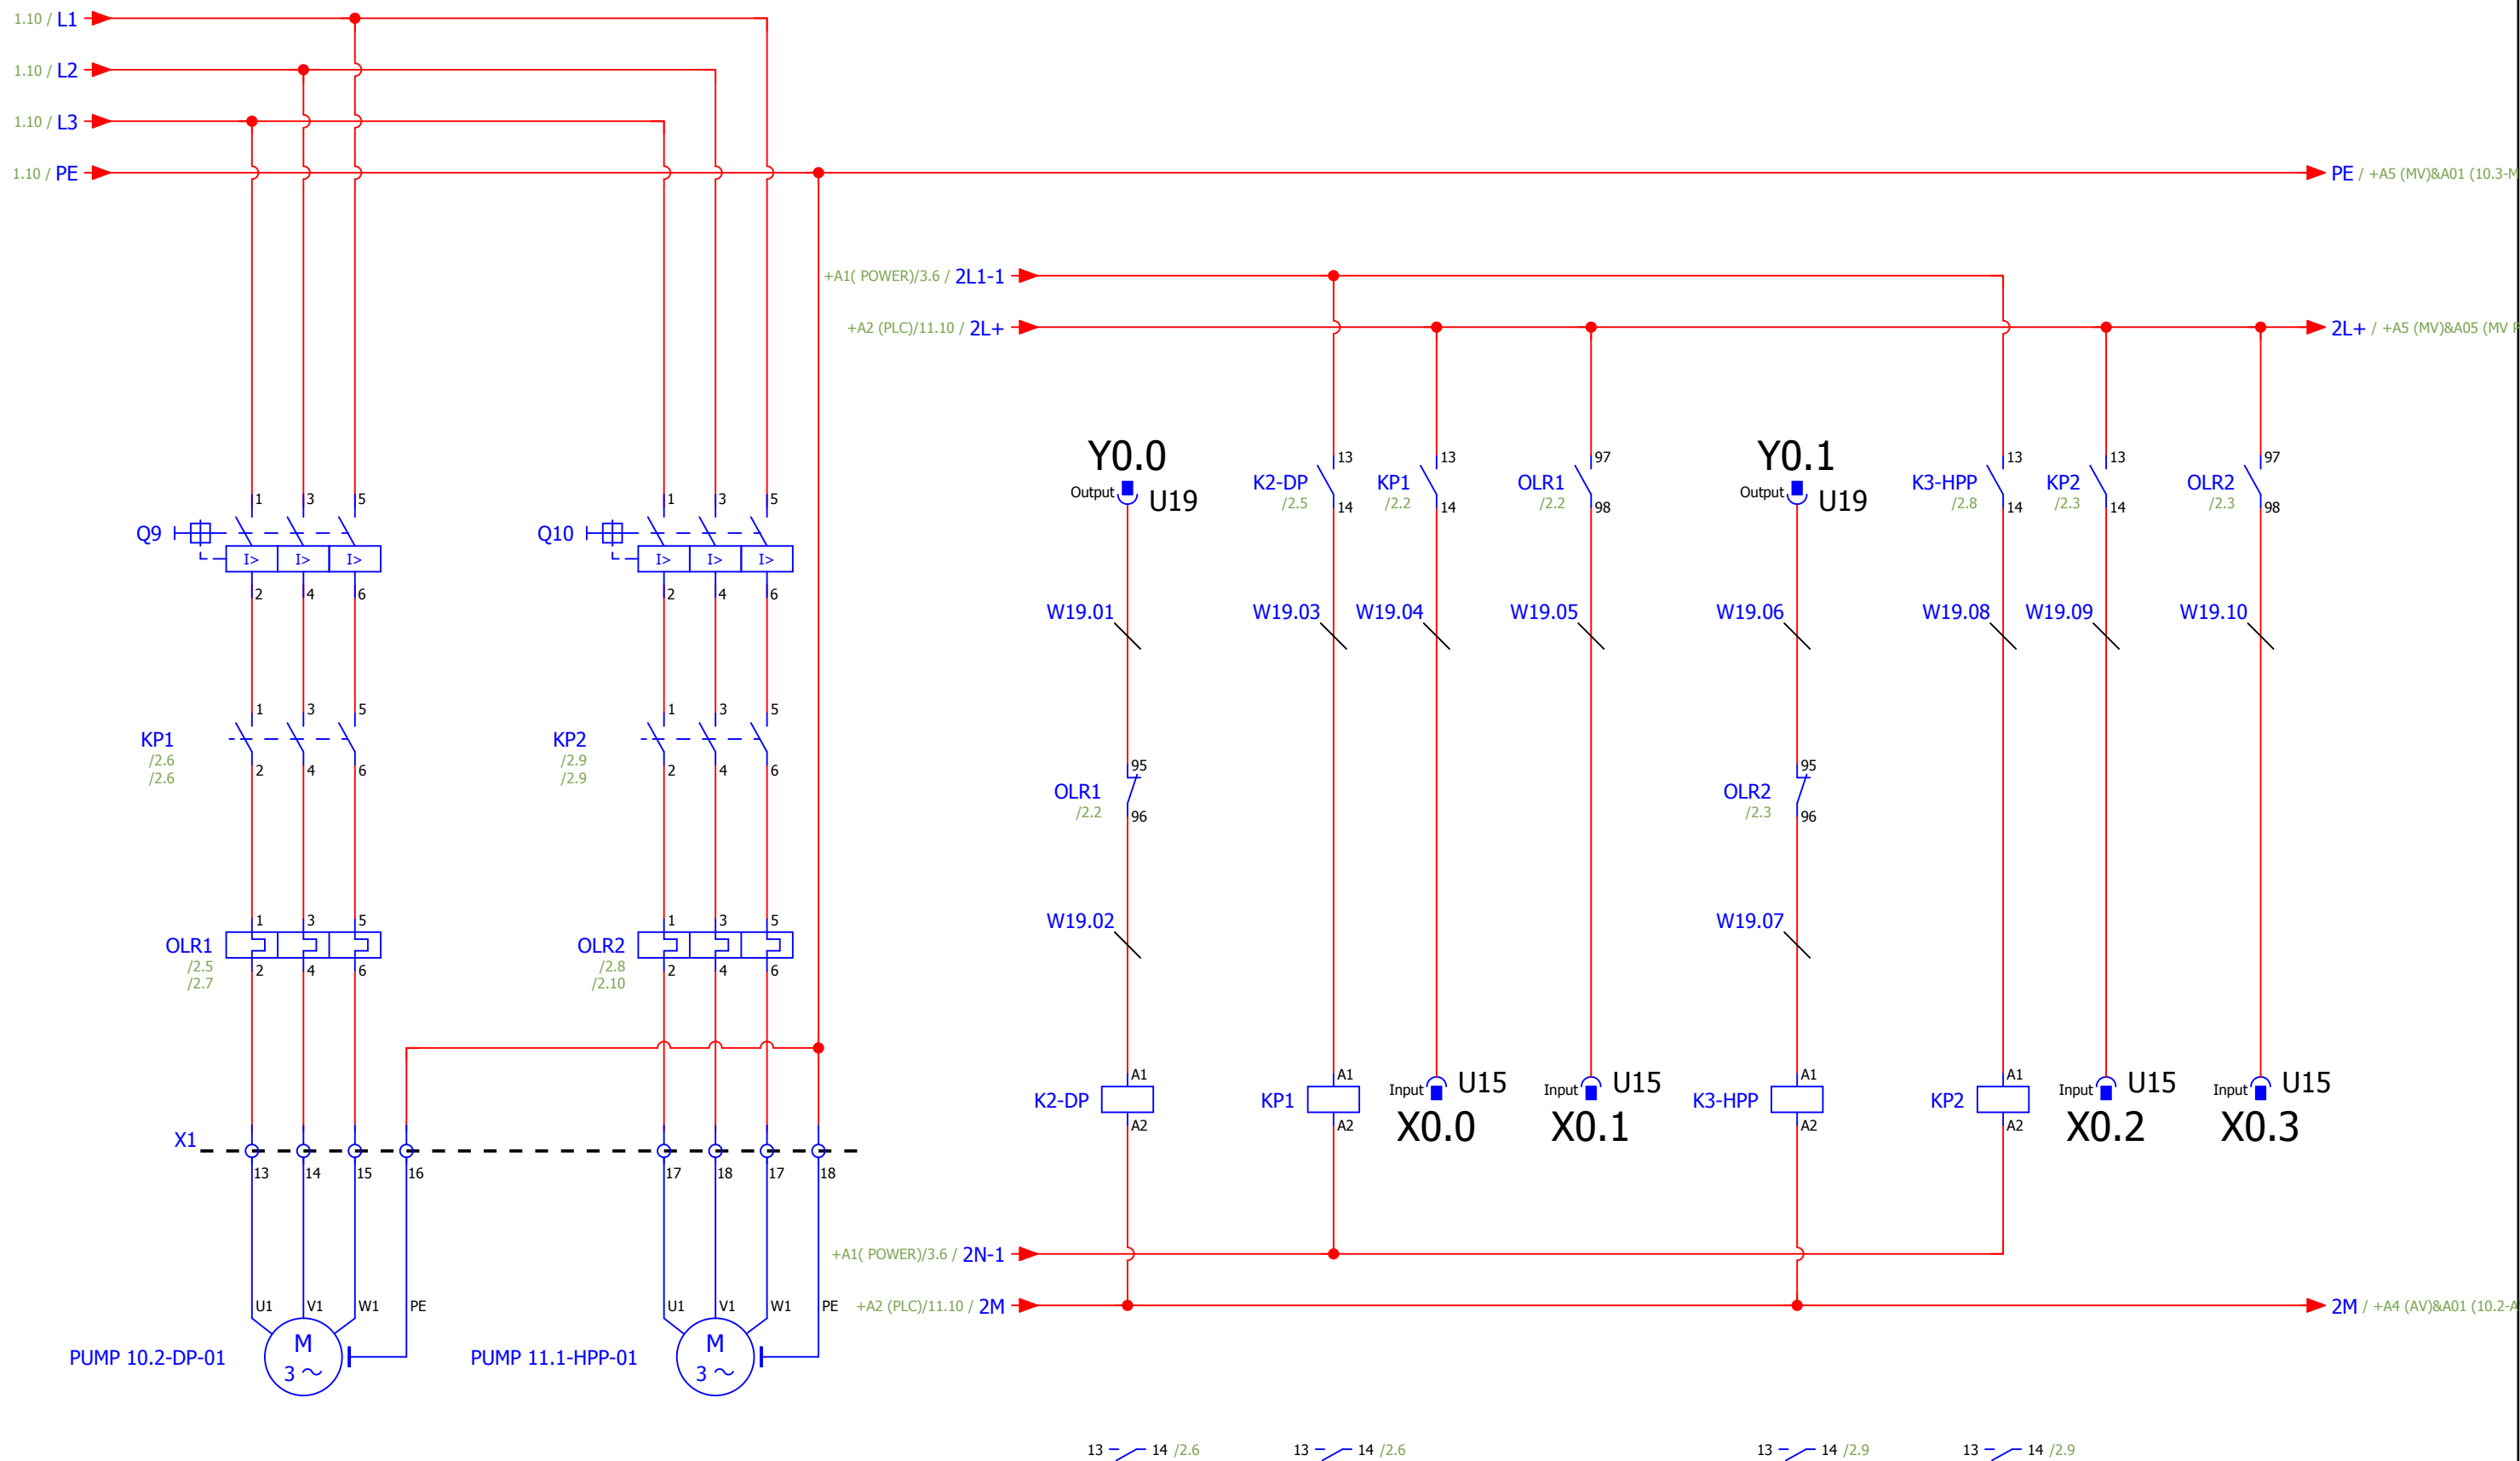 1.10 / L1
1.10 / L2
1.10 / L3
1.10 / PE
PE / +A5 (MV)&A01 (10.3-M
+A1( POWER)/3.6 / 2L1-1
+A2 (PLC)/11.10 / 2L+
2L+ / +A5 (MV)&A05 (MV
Y0.0
Output
U19
K2-DP
/2.5
13
14
KP1
/2.2
13
14
OLR1
/2.2
97
98
Y0.1
Output
U19
K3-HPP
/2.8
13
14
KP2
/2.3
13
14
OLR2
/2.3
97
98
Q9
1 3 5
I> I> I>
2 4 6
Q10
1 3 5
I> I> I>
2 4 6
W19.01
W19.03
W19.04
W19.05
W19.06
W19.08
W19.09
W19.10
KP1
/2.6
/2.6
1 3 5
2 4 6
KP2
/2.9
/2.9
1 3 5
2 4 6
OLR1
/2.2
95
96
OLR2
/2.3
95
96
OLR1
/2.5
/2.7
1 3 5
2 4 6
OLR2
/2.8
/2.10
1 3 5
2 4 6
W19.02
W19.07
K2-DP
A1
A2
KP1
A1
A2
Input
U15
X0.0
Input
U15
X0.1
K3-HPP
A1
A2
KP2
A1
A2
Input
U15
X0.2
Input
U15
X0.3
X1
13 14 15 16 17 18 17 18
+A1( POWER)/3.6 / 2N-1
U1 V1 W1 PE
U1 V1 W1 PE
+A2 (PLC)/11.10 / 2M
2M / +A4 (AV)&A01 (10.2-A
PUMP 10.2-DP-01
M
3 ~
PUMP 11.1-HPP-01
M
3 ~
13 14 /2.6
13 14 /2.6
13 14 /2.9
13 14 /2.9